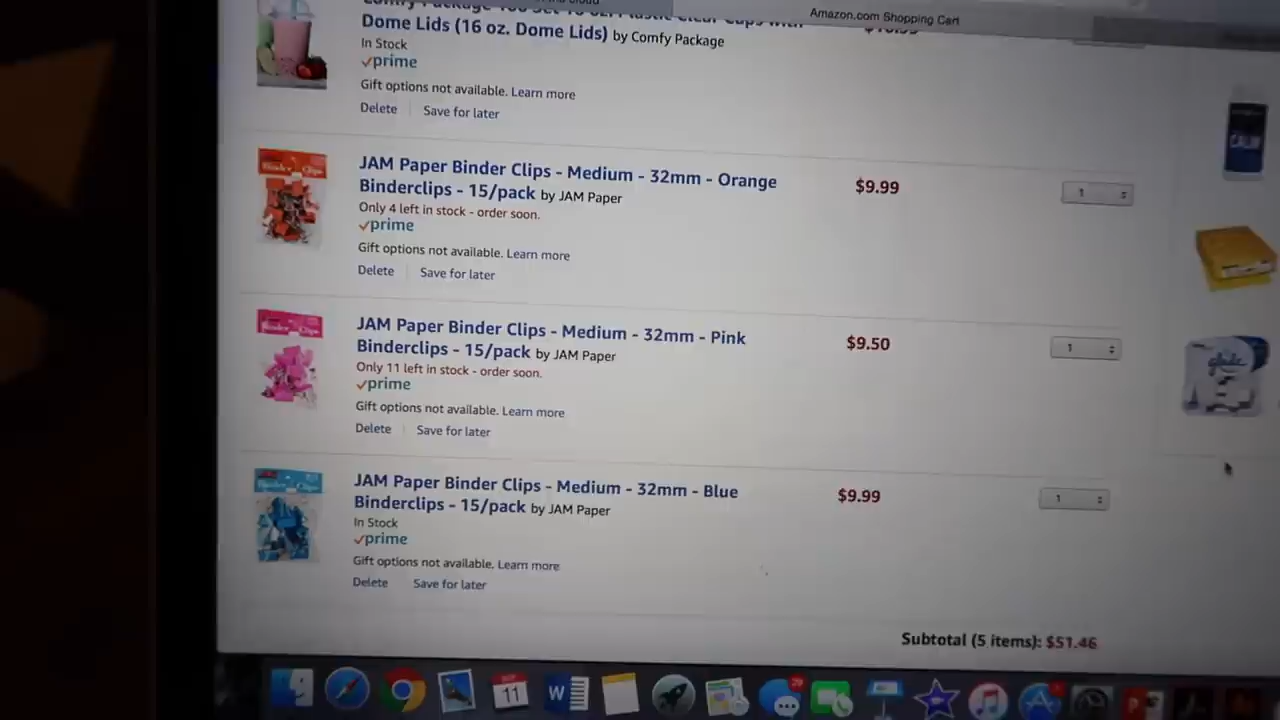 Amazon.com Shopping Cart
Dome Lids (16 oz. Dome Lids) by Comfy Package
In Stock
prime
Gift options not available. Learn more
Delete Save for later
JAM Paper Binder Clips - Medium - 32mm - Orange
Binderclips - 15/pack by JAM Paper
$9.99
1
Only 4 left in stock - order soon.
prime
Gift options not available. Learn more
Delete Save for later
JAM Paper Binder Clips - Medium - 32mm - Pink
Binderclips - 15/pack by JAM Paper
$9.50
1
Only 11 left in stock - order soon.
prime
Gift options not available. Learn more
Delete Save for later
JAM Paper Binder Clips - Medium - 32mm - Blue
Binderclips - 15/pack by JAM Paper
$9.99
1
In Stock
prime
Gift options not available. Learn more
Delete Save for later
Subtotal (5 items): $51.46
CALM
glade
11
W